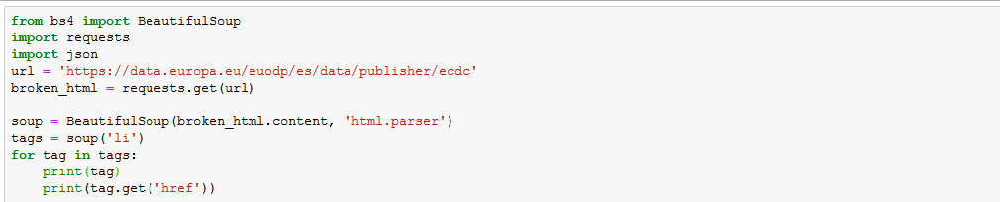 from bs4 import BeautifulSoup
import requests
import json
url = 'https://data.europa.eu/euodp/es/data/publisher/ecdc'
broken_html = requests.get(url)

soup = BeautifulSoup(broken_html.content, 'html.parser')
tags = soup('li')
for tag in tags:
    print(tag)
    print(tag.get('href'))